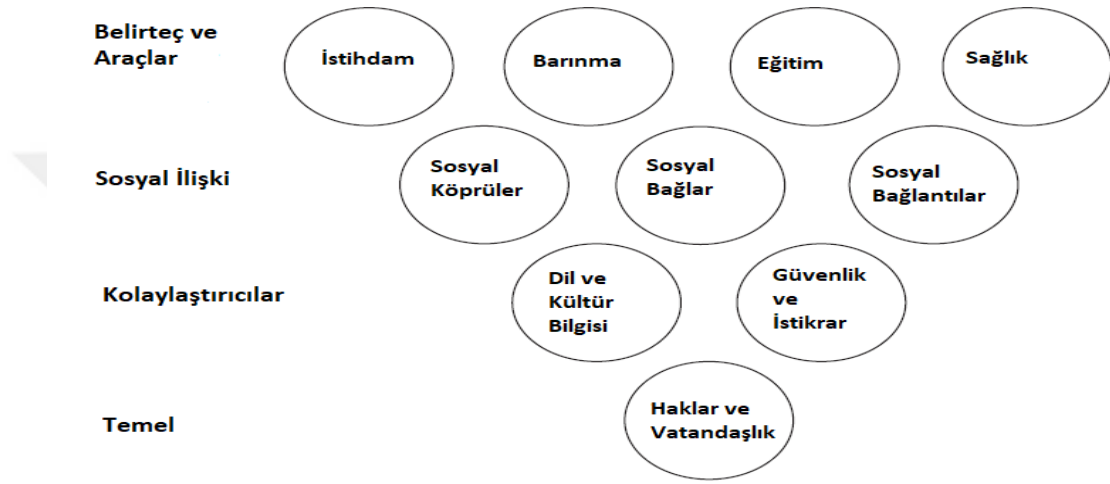 Belirteç ve
Araçlar
İstihdam
Barınma
Eğitim
Sağlık
Sosyal İlişki
Sosyal
Köprüler
Sosyal
Bağlar
Sosyal
Bağlantılar
Kolaylaştırıcılar
Dil ve
Kültür
Bilgisi
Güvenlik
ve
İstikrar
Temel
Haklar ve
Vatandaşlık